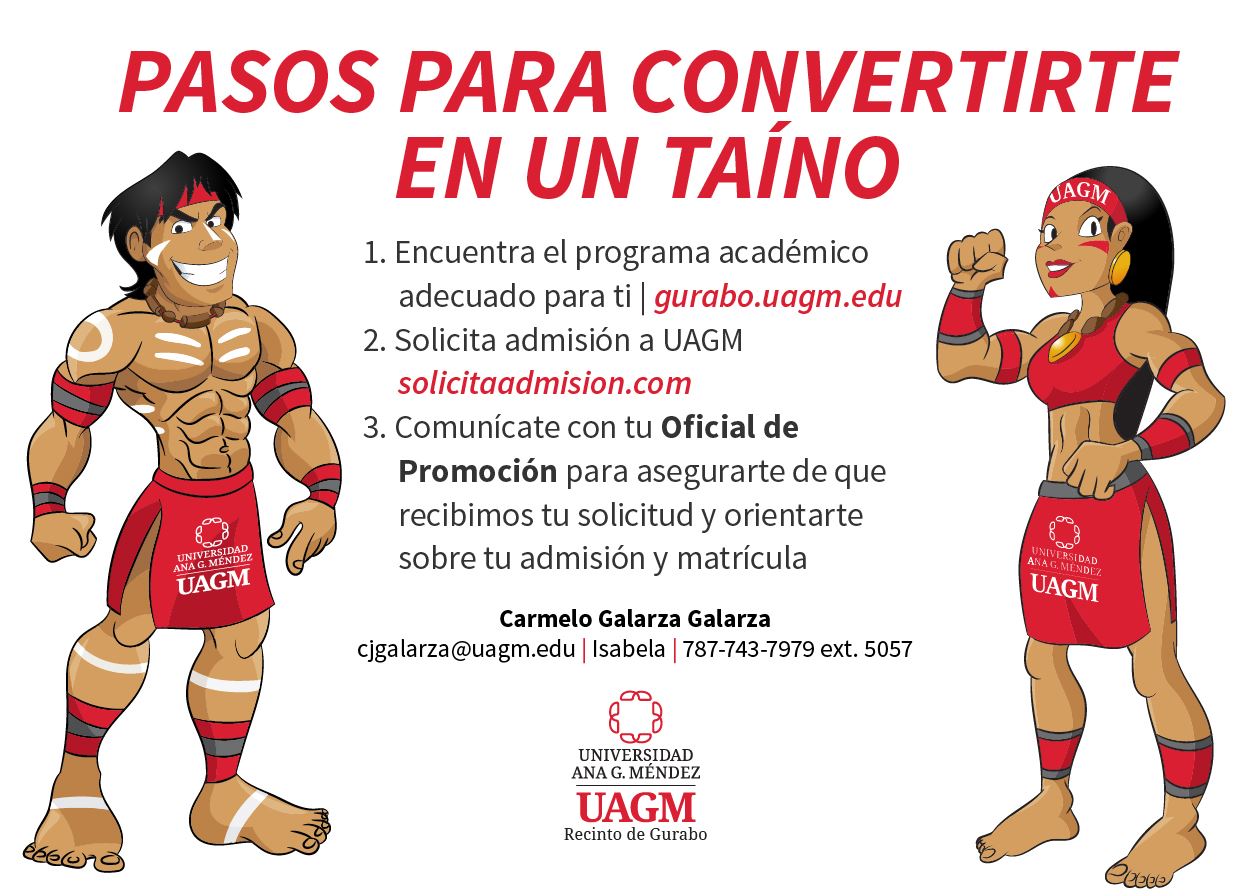 PASOS PARA CONVERTIRTE
EN UN TAÍNO
UAGM
1. Encuentra el programa académico
adecuado para ti | gurabo.uagm.edu
2. Solicita admisión a UAGM
solicitaadmision.com
3. Comunícate con tu Oficial de
Promoción para asegurarte de que
recibimos tu solicitud y orientarte
sobre tu admisión y matrícula
UNIVERSIDAD
ANA G. MÉNDEZ
UAGM
UNIVERSIDAD
ANA G. MÉNDEZ
UAGM
Carmelo Galarza Galarza
cjgalarza@uagm.edu | Isabela | 787-743-7979 ext. 5057
UNIVERSIDAD
ANA G. MÉNDEZ
UAGM
Recinto de Gurabo